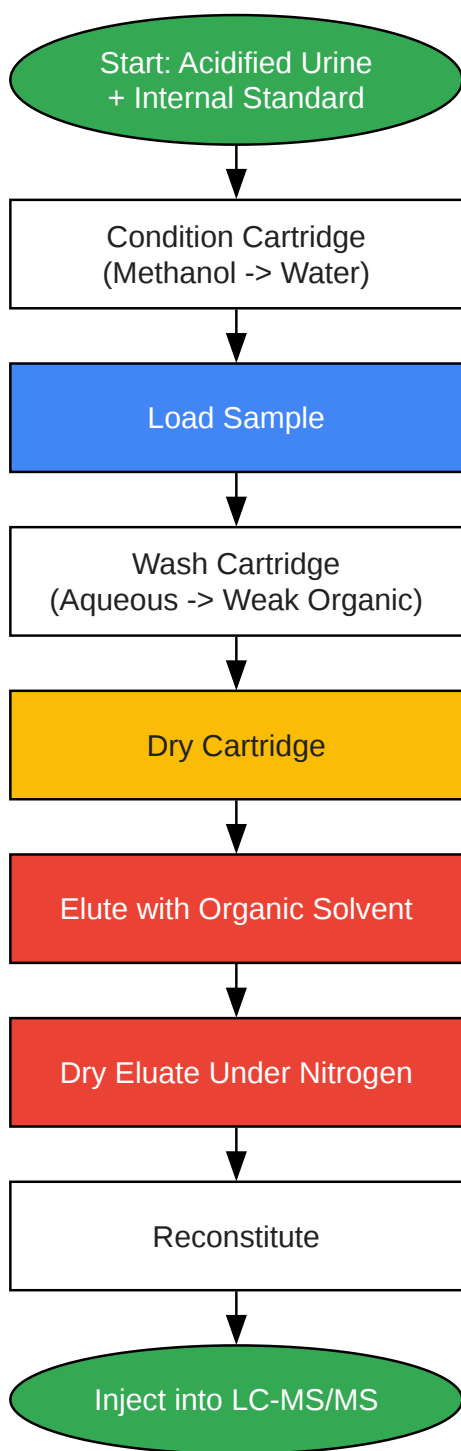 Start: Acidified Urine
+ Internal Standard
Condition Cartridge
(Methanol -> Water)
Load Sample
Wash Cartridge
(Aqueous -> Weak Organic)
Dry Cartridge
Elute with Organic Solvent
Dry Eluate Under Nitrogen
Reconstitute
Inject into LC-MS/MS